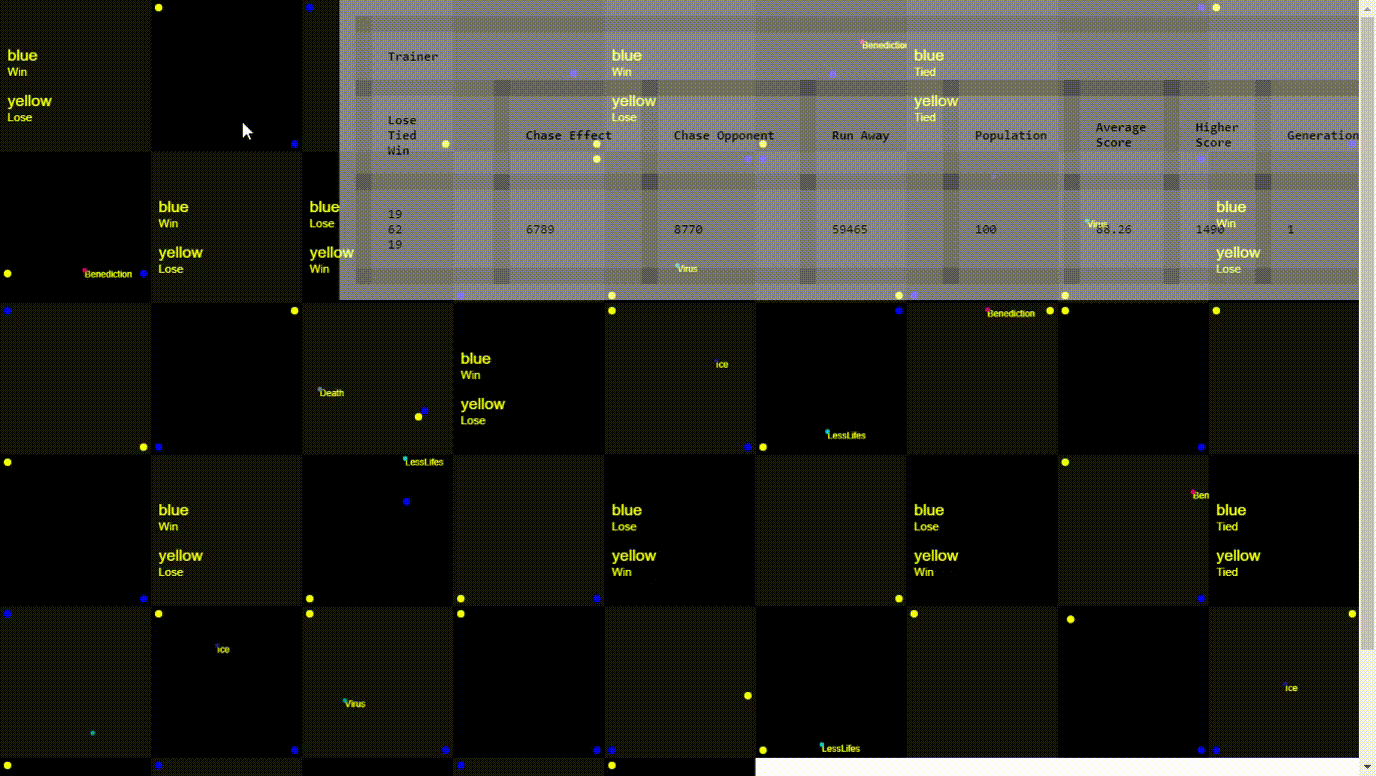 blue
Win
yellow
Lose
Trainer
blue
Win
yellow
Lose
Benediction
blue
Tied
yellow
Tied
Lose
Tied
Win
Chase Effect
Chase Opponent
Run Away
Population
Average
Score
Higher
Score
Generation
Benediction
blue
Win
yellow
Lose
blue
Lose
yellow
Win
19
62
19
6789
8770
59465
100
88.26
1490
1
Virus
Virus
blue
Win
yellow
Lose
Death
blue
Win
yellow
Lose
ice
LessLifes
Benediction
blue
Win
yellow
Lose
LessLifes
blue
Lose
yellow
Win
blue
Lose
yellow
Win
Ben
blue
Tied
yellow
Tied
ice
Virus
LessLifes
ice